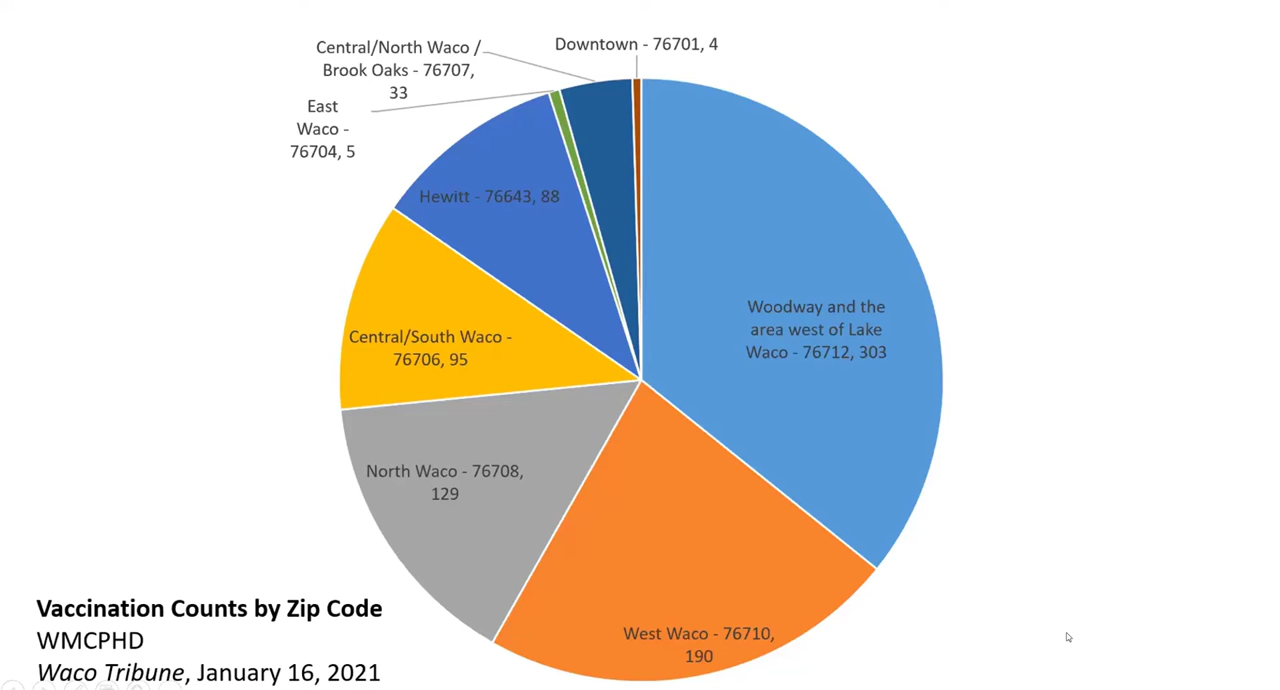 Central/North Waco /
Brook Oaks - 76707,
33
Downtown - 76701, 4
East
Waco -
76704, 5
Hewitt - 76643, 88
Woodway and the
area west of Lake
Waco - 76712, 303
Central/South Waco -
76706, 95
North Waco - 76708,
129
West Waco - 76710,
190
Vaccination Counts by Zip Code
WMCPHD
Waco Tribune, January 16, 2021